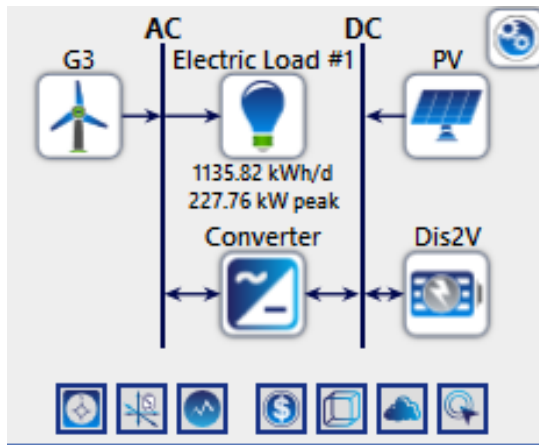 AC
DC
G3
Electric Load #1
PV
1135.82 kWh/d
227.76 kW peak
Converter
Dis2V